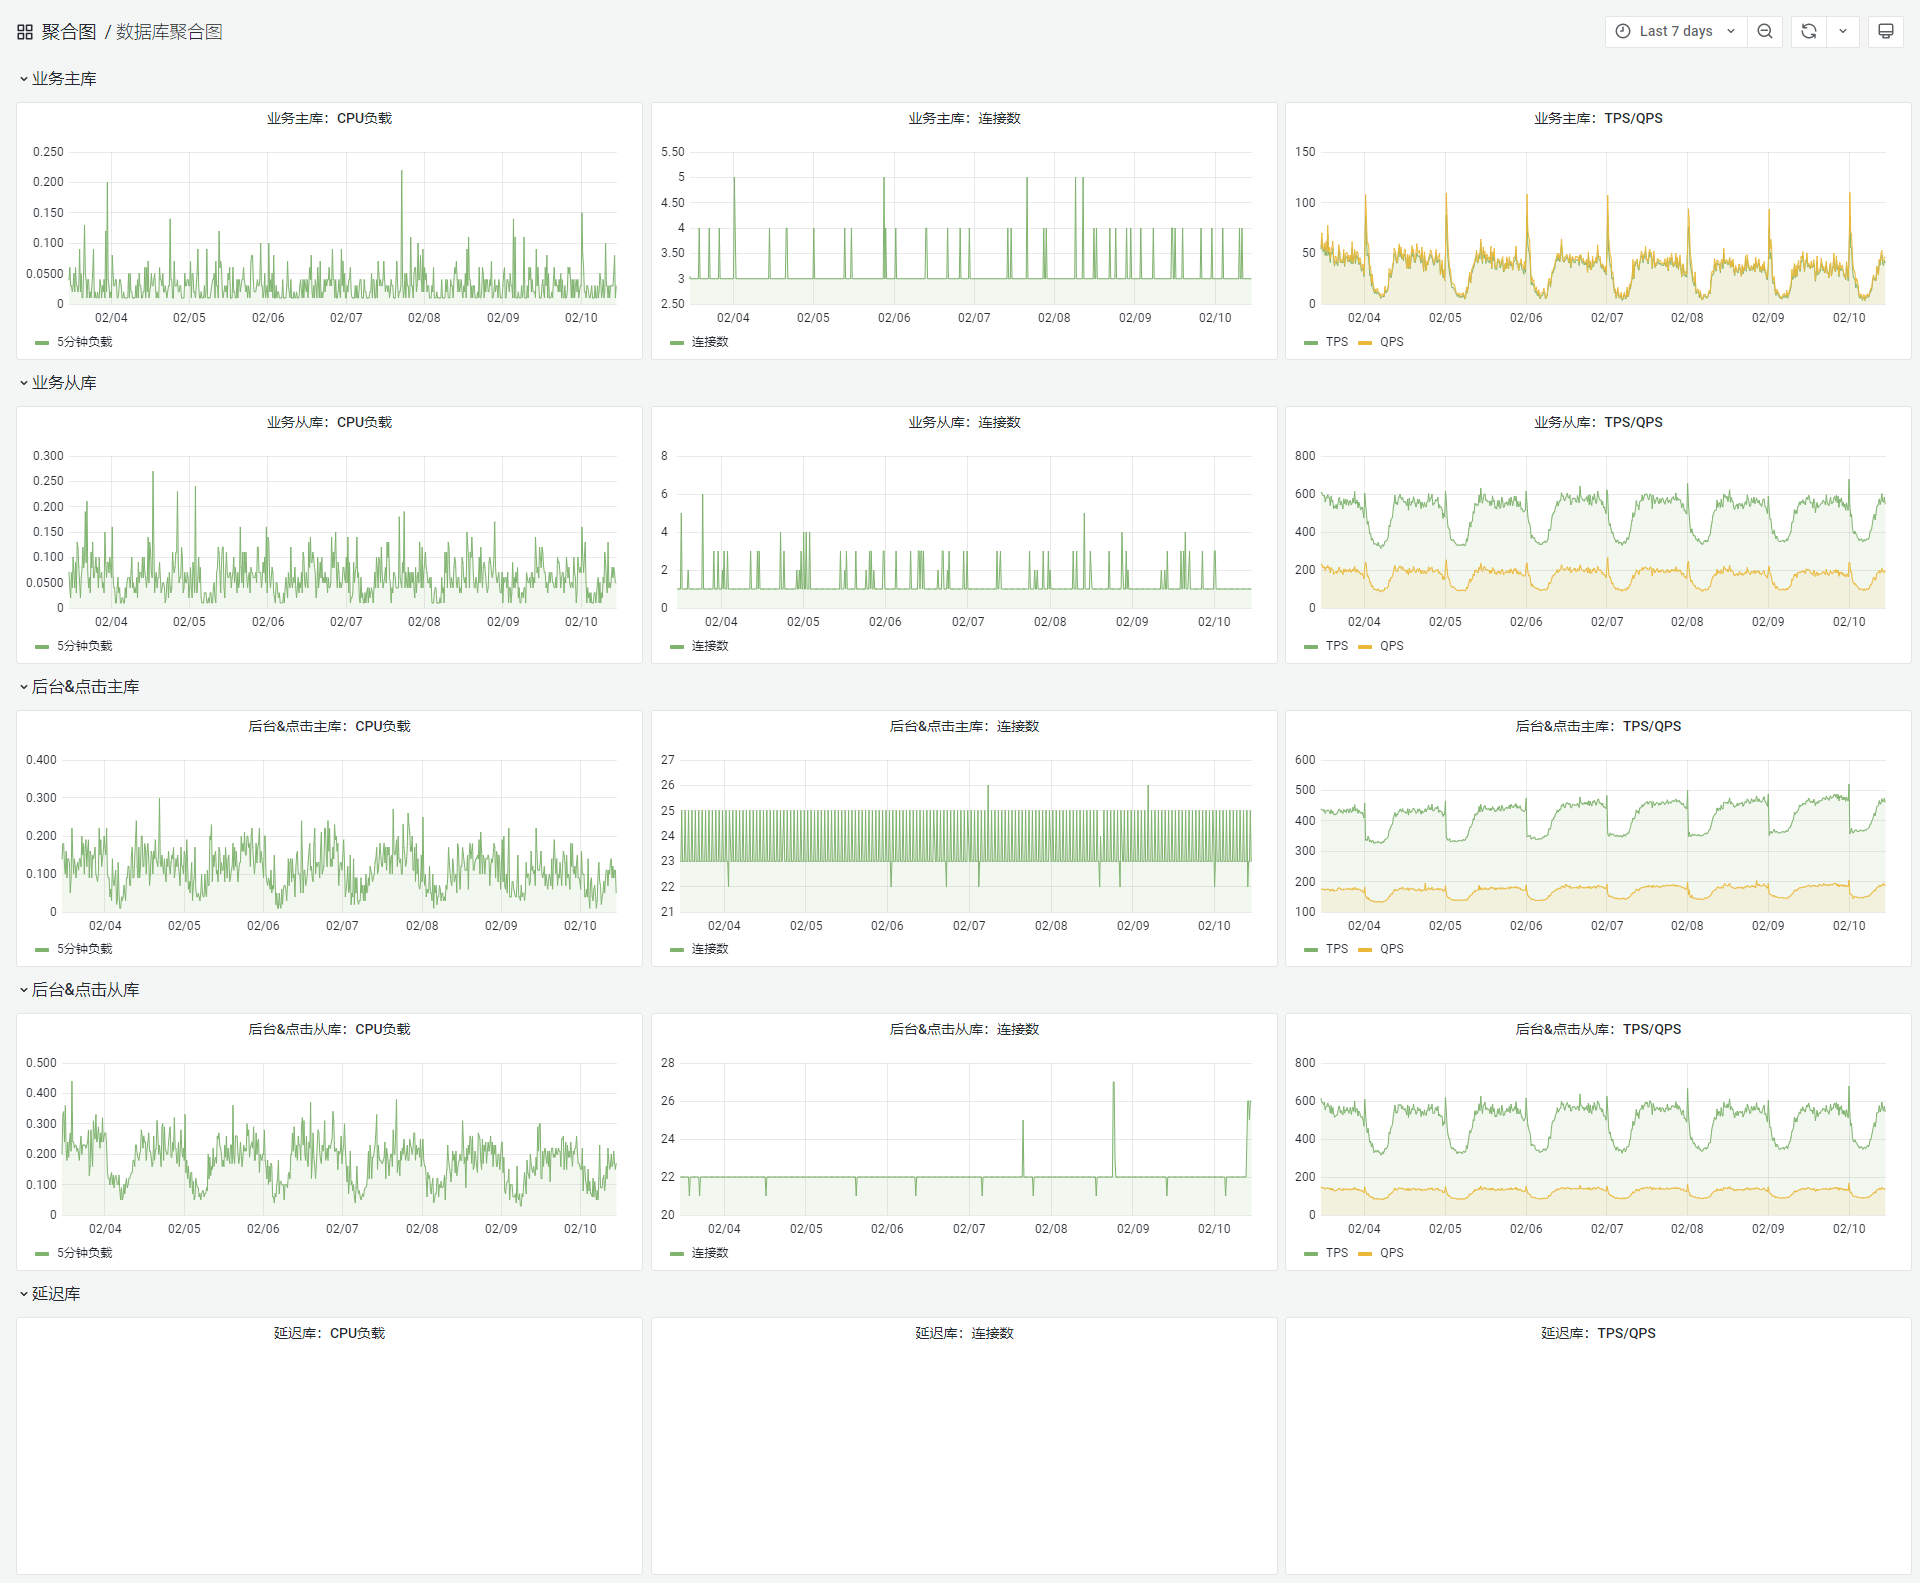 聚合图 / 数据库聚合图
Last 7 days
业务主库
业务主库：CPU负载
0.250
0.200
0.150
0.100
0.0500
0
02/04 02/05 02/06 02/07 02/08 02/09 02/10
5分钟负载
业务主库：连接数
5.50
5
4.50
4
3.50
3
2.50
02/04 02/05 02/06 02/07 02/08 02/09 02/10
连接数
业务主库：TPS/QPS
150
100
50
0
02/04 02/05 02/06 02/07 02/08 02/09 02/10
TPS QPS
业务从库
业务从库：CPU负载
0.300
0.250
0.200
0.150
0.100
0.0500
0
02/04 02/05 02/06 02/07 02/08 02/09 02/10
5分钟负载
业务从库：连接数
8
6
4
2
0
02/04 02/05 02/06 02/07 02/08 02/09 02/10
连接数
业务从库：TPS/QPS
800
600
400
200
0
02/04 02/05 02/06 02/07 02/08 02/09 02/10
TPS QPS
后台&点击主库
后台&点击主库：CPU负载
0.400
0.300
0.200
0.100
0
02/04 02/05 02/06 02/07 02/08 02/09 02/10
5分钟负载
后台&点击主库：连接数
27
26
25
24
23
22
21
02/04 02/05 02/06 02/07 02/08 02/09 02/10
连接数
后台&点击主库：TPS/QPS
600
500
400
300
200
100
02/04 02/05 02/06 02/07 02/08 02/09 02/10
TPS QPS
后台&点击从库
后台&点击从库：CPU负载
0.500
0.400
0.300
0.200
0.100
0
02/04 02/05 02/06 02/07 02/08 02/09 02/10
5分钟负载
后台&点击从库：连接数
28
26
24
22
20
02/04 02/05 02/06 02/07 02/08 02/09 02/10
连接数
后台&点击从库：TPS/QPS
800
600
400
200
0
02/04 02/05 02/06 02/07 02/08 02/09 02/10
TPS QPS
延迟库
延迟库：CPU负载
延迟库：连接数
延迟库：TPS/QPS